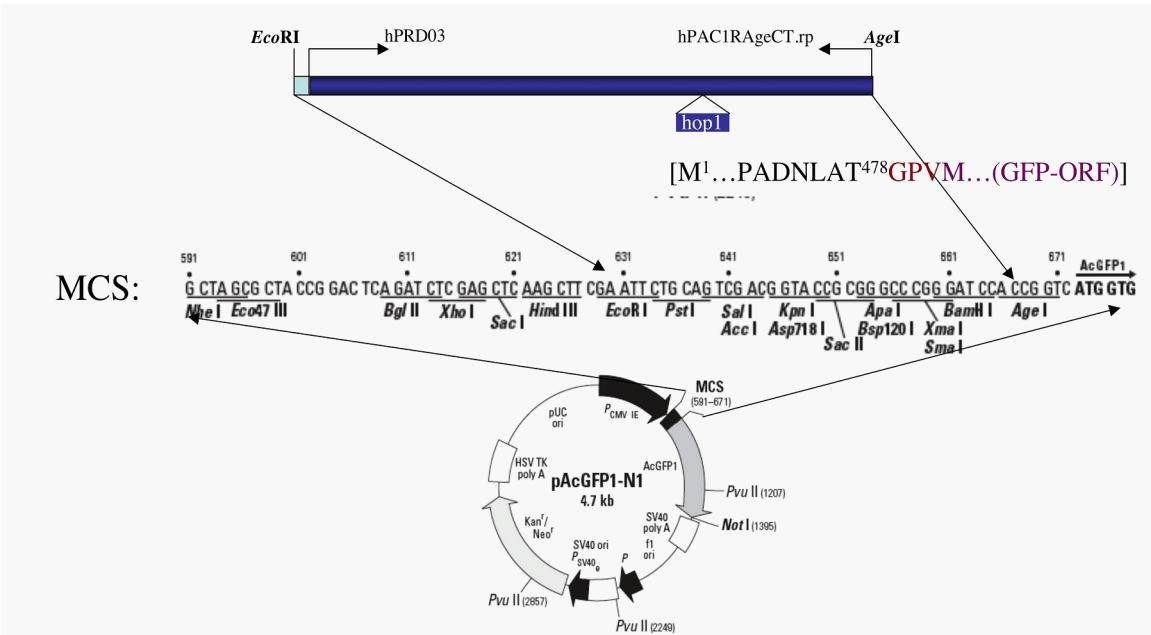 EcoRI hPRD03 hPAC1RAgeCT.rp AgeI
hop1
[M1…PADNLAT478GPVM…(GFP-ORF)]
591 601 611 621 631 641 651 661 671 AcGFP1
MCS: G CTA GCG CTA CCG GAC TCA GAT CTC GAG CTC AAG CTT CGA ATT CTG CAG TCG ACG GTA CCG CGG GCC CGG GAT CCA CCG GTC ATG GTG
Nhe I Eco47 III Bgl II Xho I Sac I Hind III EcoR I Pst I Sal I Kpn I Apa I BamH I Age I
Acc I Asp718 I Bsp120 I Xma I
Sac II Sma I
MCS
(591–671)
PCMV IE
pUC
ori
HSV TK
poly A
AcGFP1
pAcGFP1-N1
4.7 kb
Pvu II (1207)
Not I (1395)
SV40
poly A
f1
ori
Kanr/
Neor
SV40 ori
PSV40e
P
Pvu II (2857)
Pvu II (2249)